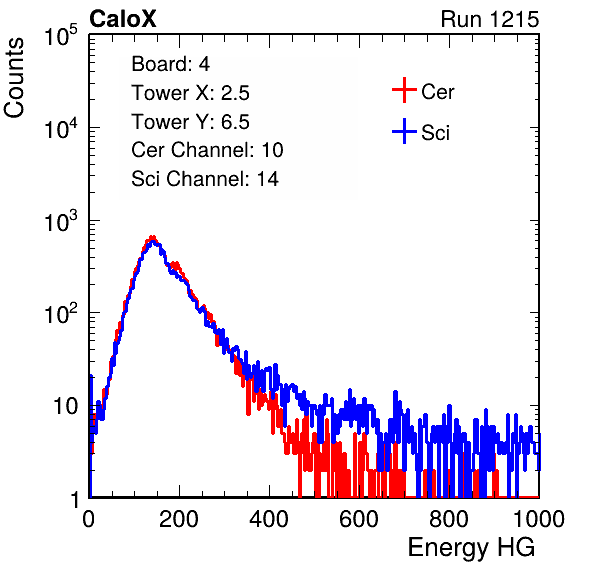 CaloX Run 1215
Counts
10^5
10^4
10^3
10^2
10
1
Board: 4
Tower X: 2.5
Tower Y: 6.5
Cer Channel: 10
Sci Channel: 14
Cer
Sci
0 200 400 600 800 1000
Energy HG